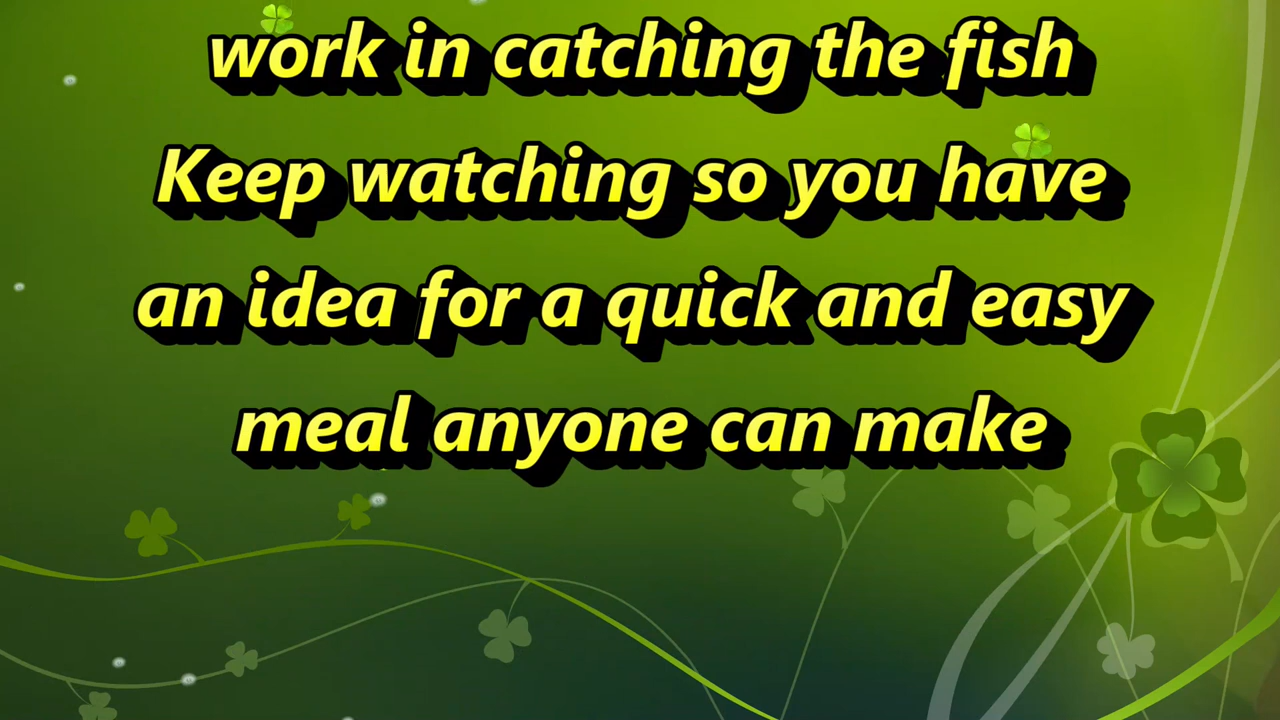 work in catching the fish
Keep watching so you have
an idea for a quick and easy
meal anyone can make